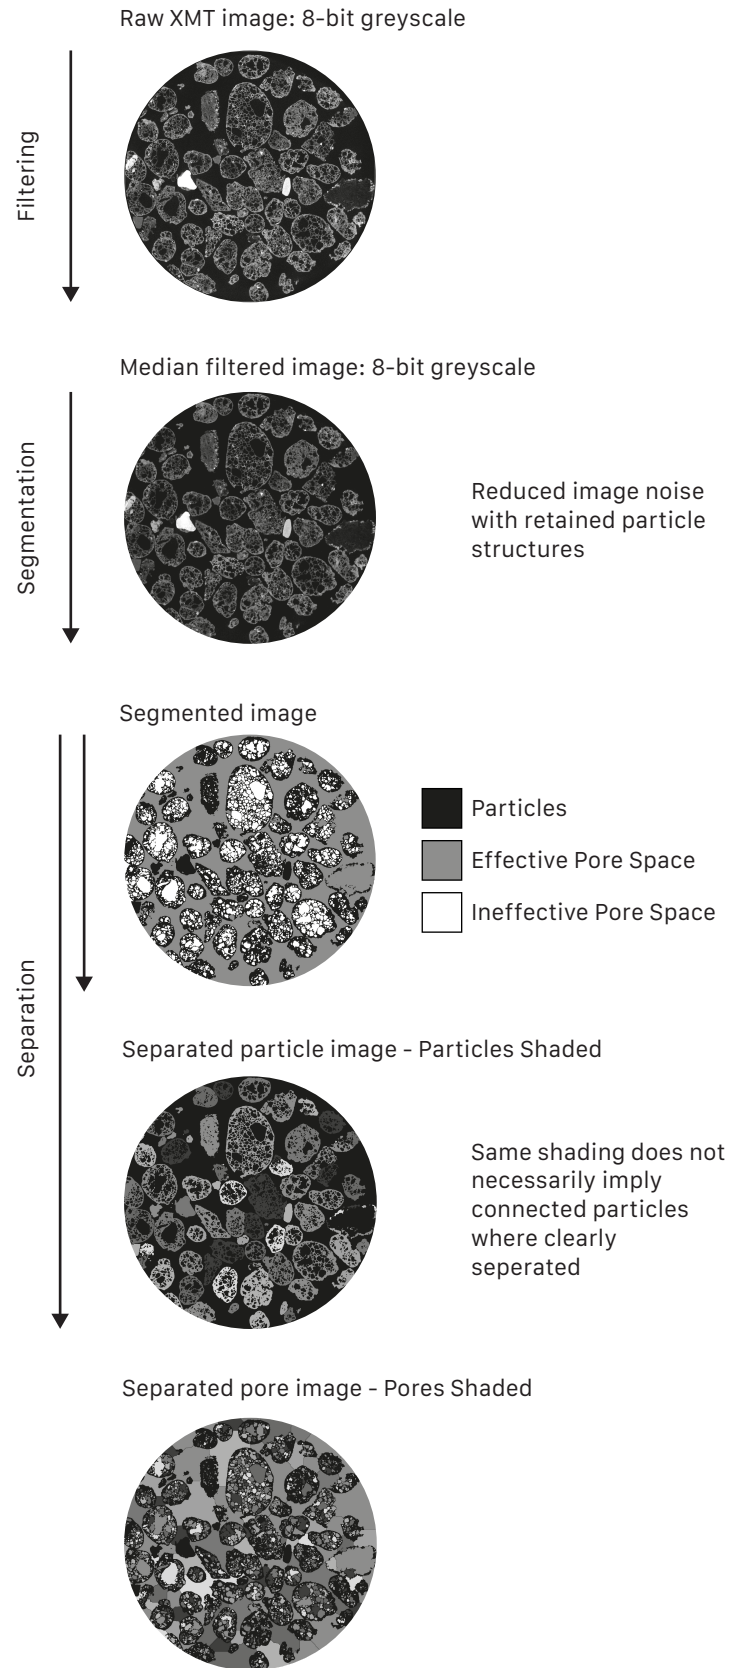 Raw XMT image: 8-bit greyscale
Filtering
Median filtered image: 8-bit greyscale
Segmentation
Reduced image noise
with retained particle
structures
Segmented image
Particles
Effective Pore Space
Ineffective Pore Space
Separation
Separated particle image - Particles Shaded
Same shading does not
necessarily imply
connected particles
where clearly
seperated
Separated pore image - Pores Shaded